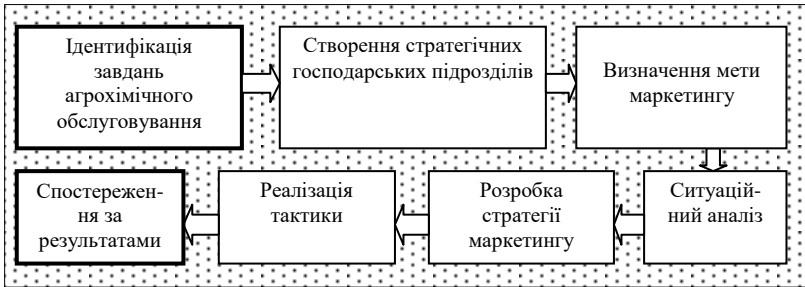 Ідентифікація
завдань
агрохімічного
обслуговування
Створення стратегічних
господарських підрозділів
Визначення мети
маркетингу
Ситуацій-
ний аналіз
Розробка
стратегії
маркетингу
Реалізація
тактики
Спостережен-
ня за
результатами